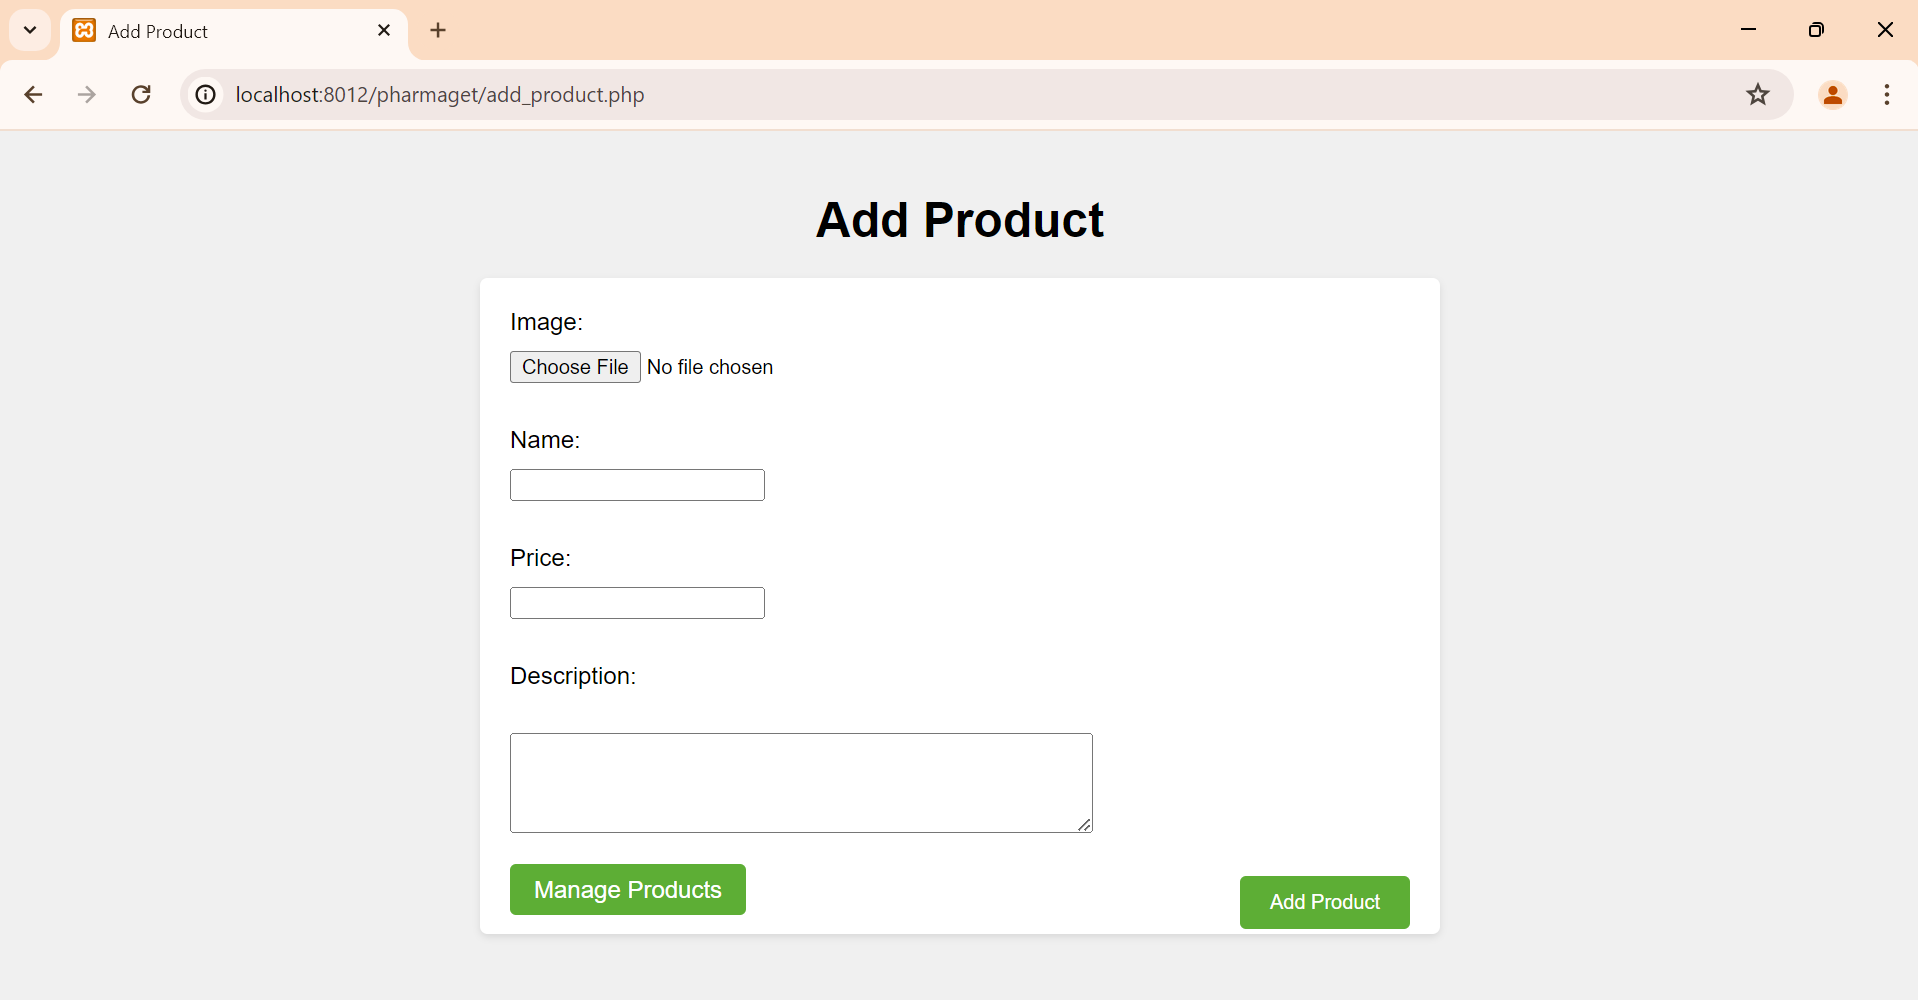 Add Product
localhost:8012/pharmaget/add_product.php
Add Product
Image:
Choose File No file chosen
Name:
Price:
Description:
Manage Products
Add Product